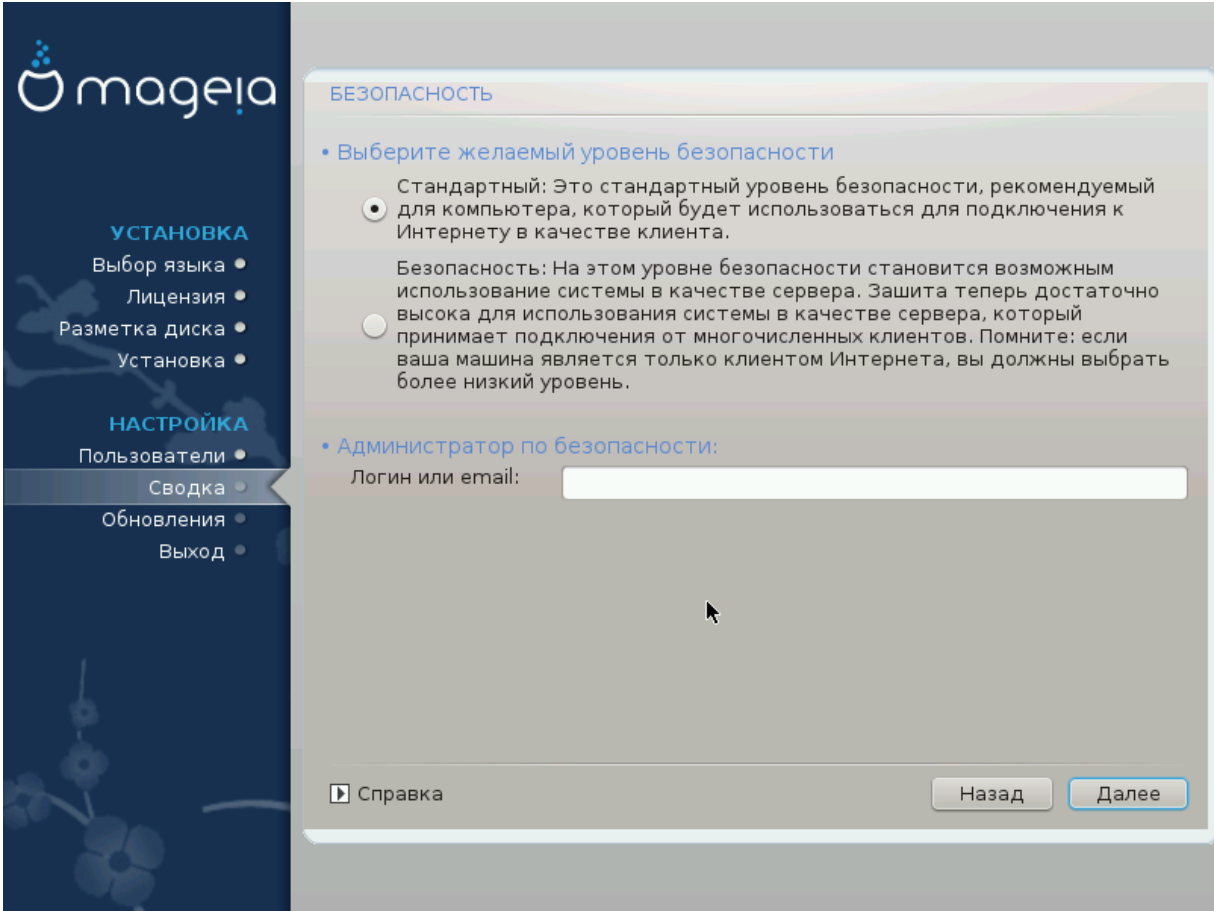 mageia
УСТАНОВКА
Выбор языка
Лицензия
Разметка диска
Установка
НАСТРОЙКА
Пользователи
Сводка
Обновления
Выход
БЕЗОПАСНОСТЬ
• Выберите желаемый уровень безопасности
Стандартный: Это стандартный уровень безопасности, рекомендуемый
для компьютера, который будет использоваться для подключения к
Интернету в качестве клиента.
Безопасность: На этом уровне безопасности становится возможным
использование системы в качестве сервера. Зашита теперь достаточно
высока для использования системы в качестве сервера, который
принимает подключения от многочисленных клиентов. Помните: если
ваша машина является только клиентом Интернета, вы должны выбрать
более низкий уровень.
• Администратор по безопасности:
Логин или email:
Справка
Назад
Далее